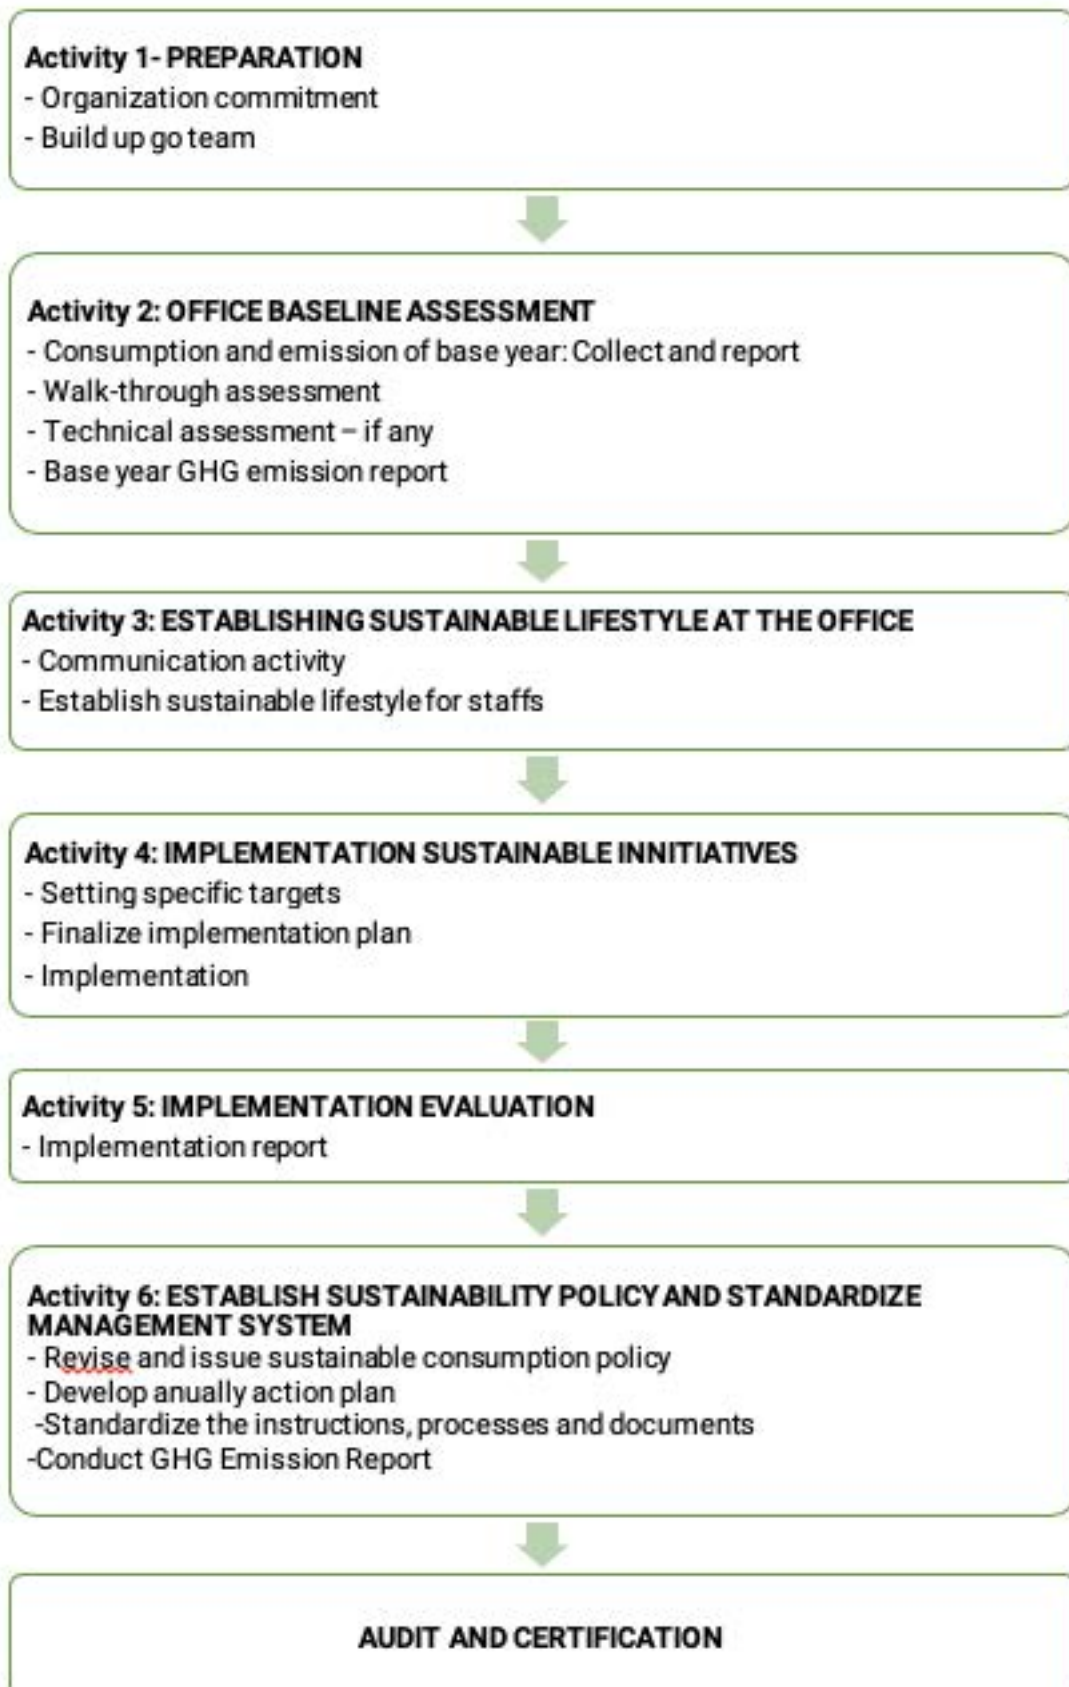 Activity 1- PREPARATION
- Organization commitment
- Build up go team
Activity 2: OFFICE BASELINE ASSESSMENT
- Consumption and emission of base year: Collect and report
- Walk-through assessment
- Technical assessment – if any
- Base year GHG emission report
Activity 3: ESTABLISHING SUSTAINABLE LIFESTYLE AT THE OFFICE
- Communication activity
- Establish sustainable lifestyle for staffs
Activity 4: IMPLEMENTATION SUSTAINABLE INNITIATIVES
- Setting specific targets
- Finalize implementation plan
- Implementation
Activity 5: IMPLEMENTATION EVALUATION
- Implementation report
Activity 6: ESTABLISH SUSTAINABILITY POLICY AND STANDARDIZE
MANAGEMENT SYSTEM
- Revise and issue sustainable consumption policy
- Develop anually action plan
-Standardize the instructions, processes and documents
-Conduct GHG Emission Report
AUDIT AND CERTIFICATION